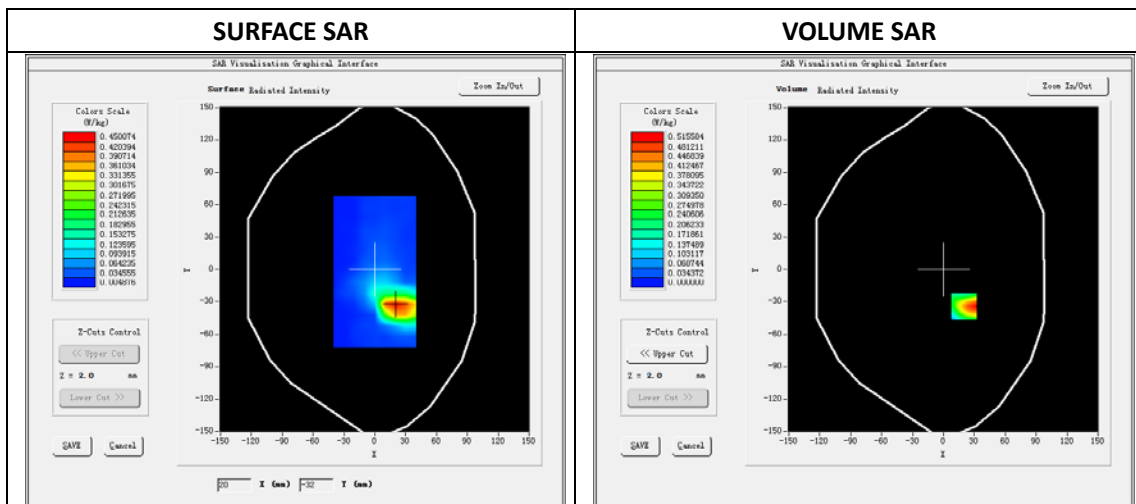 SURFACE SAR
VOLUME SAR
SAR Visualisation Graphical Interface
Surface Radiated Intensity
Zoom In/Out
Colors Scale
(W/kg)
0.450074
0.420394
0.390714
0.361034
0.331355
0.301675
0.271995
0.242315
0.212635
0.182955
0.153275
0.123595
0.093915
0.064235
0.034555
0.004876
150
120
90
60
30
0
-30
-60
-90
-120
-150
Y
-150 -120 -90 -60 -30 0 30 60 90 120 150
X
Z-Cuts Control
<< Upper Cut
Z = 2.0 mm
Lower Cut >>
SAVE Cancel
20 X (mm) -32 Y (mm)
SAR Visualisation Graphical Interface
Volume Radiated Intensity
Zoom In/Out
Colors Scale
(W/kg)
0.515584
0.481211
0.446839
0.412467
0.378095
0.343722
0.309350
0.274978
0.240606
0.206233
0.171861
0.137489
0.103117
0.068744
0.034372
0.000000
150
120
90
60
30
0
-30
-60
-90
-120
-150
Y
-150 -120 -90 -60 -30 0 30 60 90 120 150
X
Z-Cuts Control
<< Upper Cut
Z = 2.0 mm
Lower Cut >>
SAVE Cancel